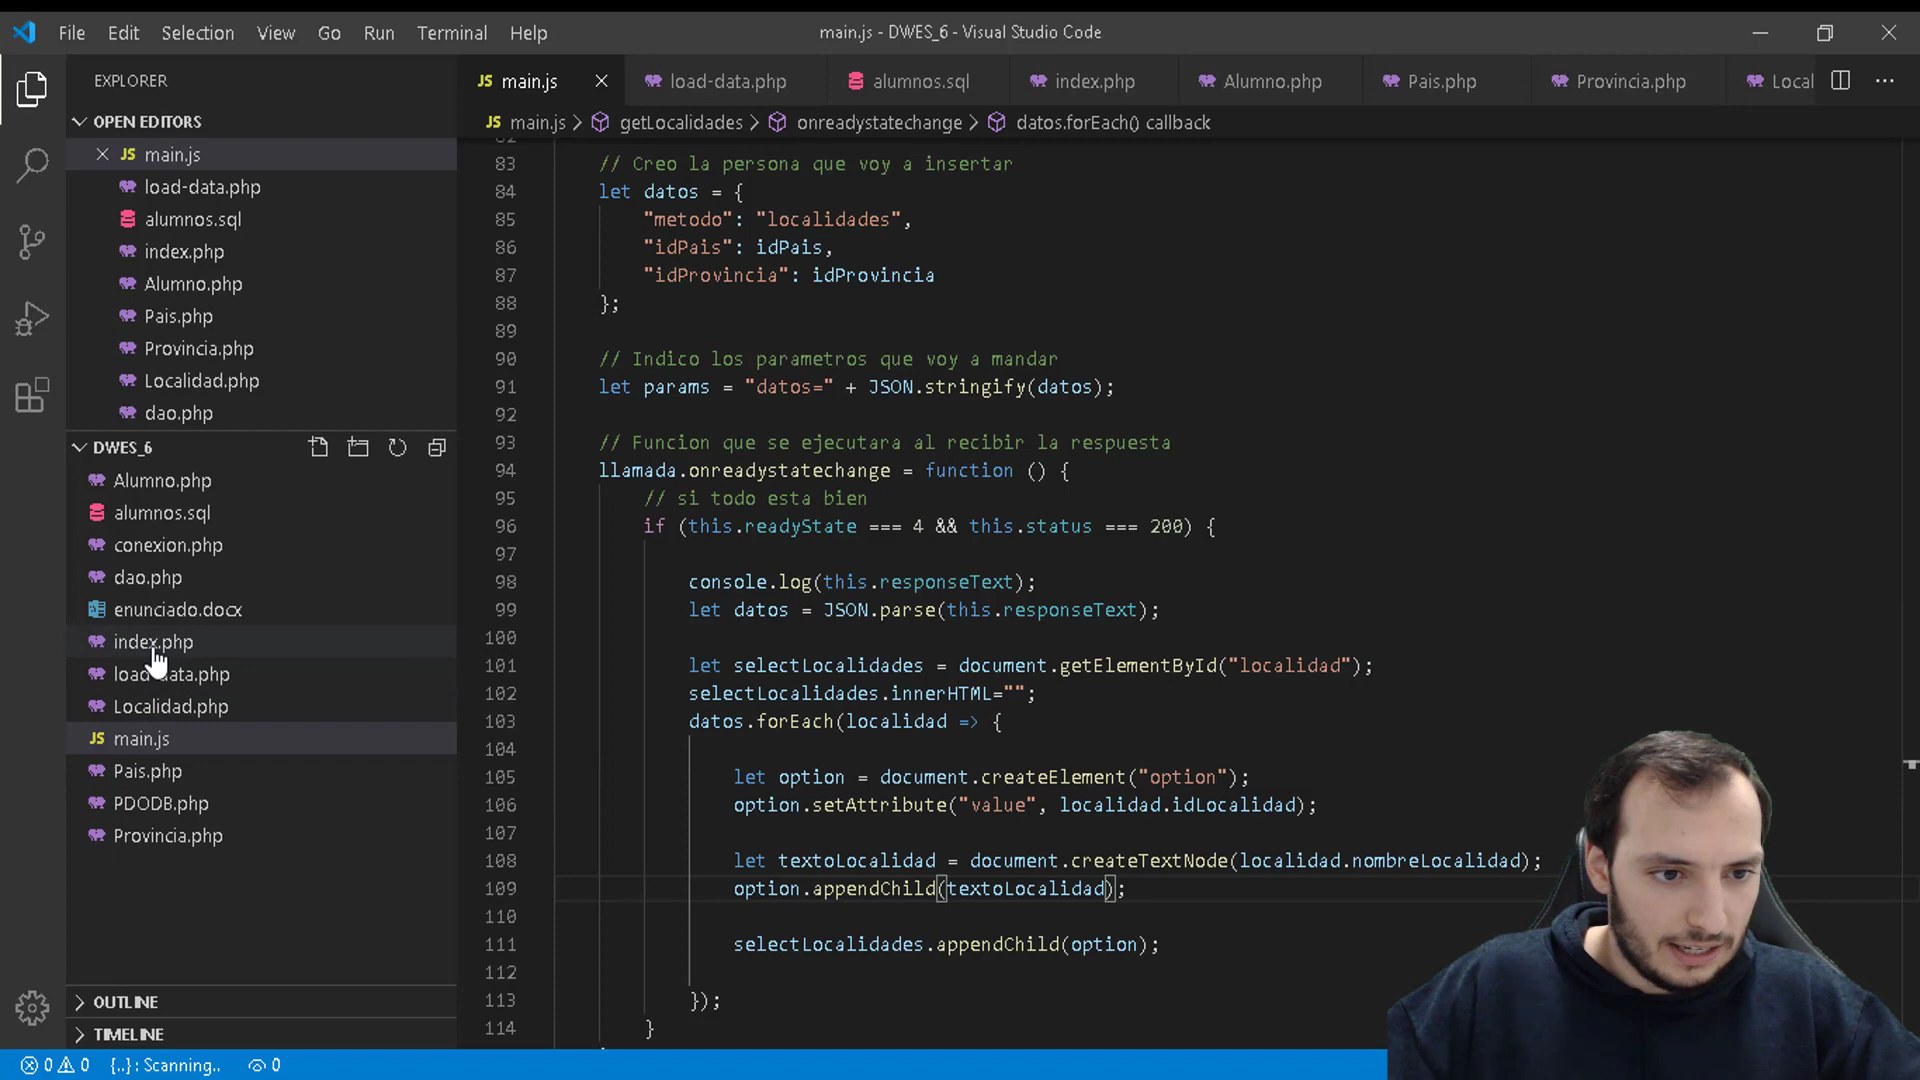 File Edit Selection View Go Run Terminal Help
main.js - DWES_6 - Visual Studio Code
EXPLORER
OPEN EDITORS
main.js
load-data.php
alumnos.sql
index.php
Alumno.php
Pais.php
Provincia.php
Localidad.php
dao.php
DWES_6
Alumno.php
alumnos.sql
conexion.php
dao.php
enunciado.docx
index.php
load-data.php
Localidad.php
JS main.js
Pais.php
PDODB.php
Provincia.php
OUTLINE
TIMELINE
JS main.js load-data.php alumnos.sql index.php Alumno.php Pais.php Provincia.php Local
JS main.js > getLocalidades > onreadystatechange > datos.forEach() callback
83 // Creo la persona que voy a insertar
84 let datos = {
85 "metodo": "localidades",
86 "idPais": idPais,
87 "idProvincia": idProvincia
88 };
89
90 // Indico los parametros que voy a mandar
91 let params = "datos=" + JSON.stringify(datos);
92
93 // Funcion que se ejecutara al recibir la respuesta
94 llamada.onreadystatechange = function () {
95 // si todo esta bien
96 if (this.readyState === 4 && this.status === 200) {
97
98 console.log(this.responseText);
99 let datos = JSON.parse(this.responseText);
100
101 let selectLocalidades = document.getElementById("localidad");
102 selectLocalidades.innerHTML="";
103 datos.forEach(localidad => {
104
105 let option = document.createElement("option");
106 option.setAttribute("value", localidad.idLocalidad);
107
108 let textoLocalidad = document.createTextNode(localidad.nombreLocalidad);
109 option.appendChild(textoLocalidad);
110
111 selectLocalidades.appendChild(option);
112
113 });
114 }
0 0 {..}: Scanning.. 0